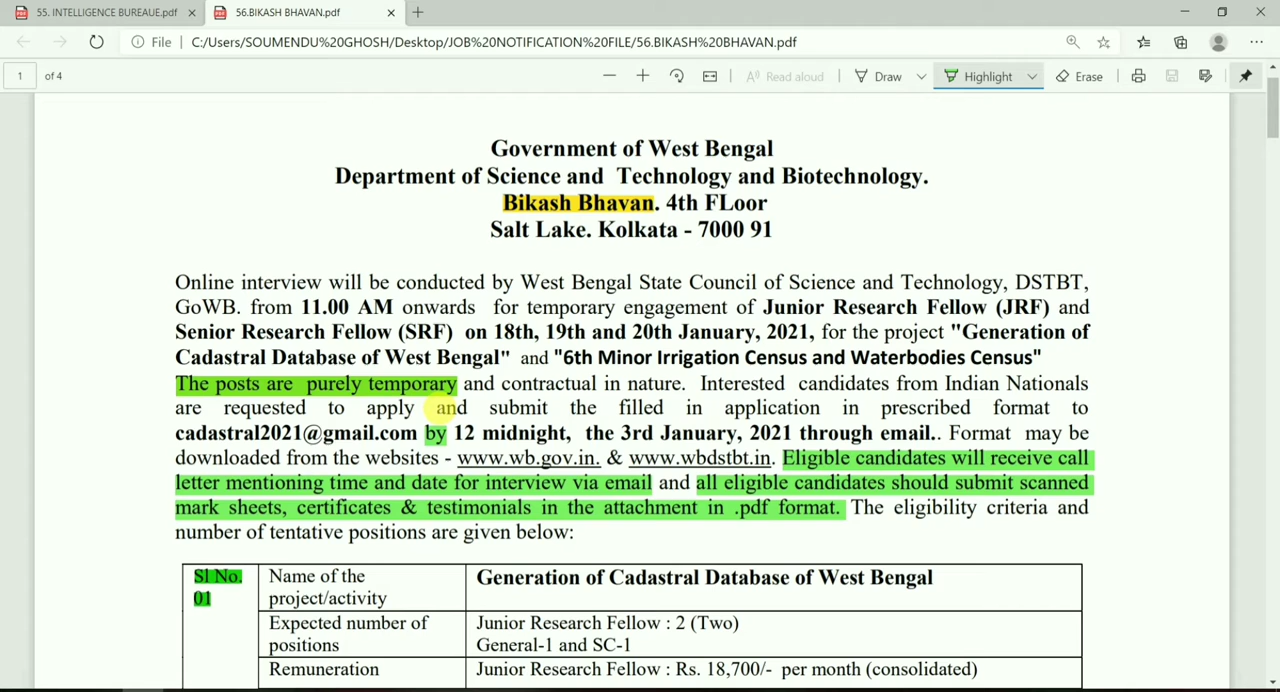 55. INTELLIGENCE BUREAUE.pdf
56.BIKASH BHAVAN.pdf
File
C:/Users/SOUMENDU%20GHOSH/Desktop/JOB%20NOTIFICATION%20FILE/56.BIKASH%20BHAVAN.pdf
1 of 4
Read aloud
Draw
Highlight
Erase
Government of West Bengal
Department of Science and Technology and Biotechnology.
Bikash Bhavan. 4th FLoor
Salt Lake. Kolkata - 7000 91
Online interview will be conducted by West Bengal State Council of Science and Technology, DSTBT,
GoWB. from 11.00 AM onwards for temporary engagement of Junior Research Fellow (JRF) and
Senior Research Fellow (SRF) on 18th, 19th and 20th January, 2021, for the project "Generation of
Cadastral Database of West Bengal" and "6th Minor Irrigation Census and Waterbodies Census"
The posts are purely temporary and contractual in nature. Interested candidates from Indian Nationals
are requested to apply and submit the filled in application in prescribed format to
cadastral2021@gmail.com by 12 midnight, the 3rd January, 2021 through email.. Format may be
downloaded from the websites - www.wb.gov.in. & www.wbdstbt.in. Eligible candidates will receive call
letter mentioning time and date for interview via email and all eligible candidates should submit scanned
mark sheets, certificates & testimonials in the attachment in .pdf format. The eligibility criteria and
number of tentative positions are given below:
Sl No.
01
Name of the
project/activity
Generation of Cadastral Database of West Bengal
Expected number of
positions
Junior Research Fellow : 2 (Two)
General-1 and SC-1
Remuneration
Junior Research Fellow : Rs. 18,700/- per month (consolidated)